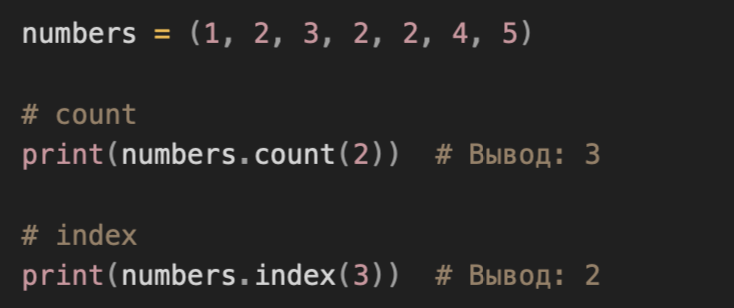 numbers = (1, 2, 3, 2, 2, 4, 5)
# count
print(numbers.count(2))  # Вывод: 3
# index
print(numbers.index(3))  # Вывод: 2